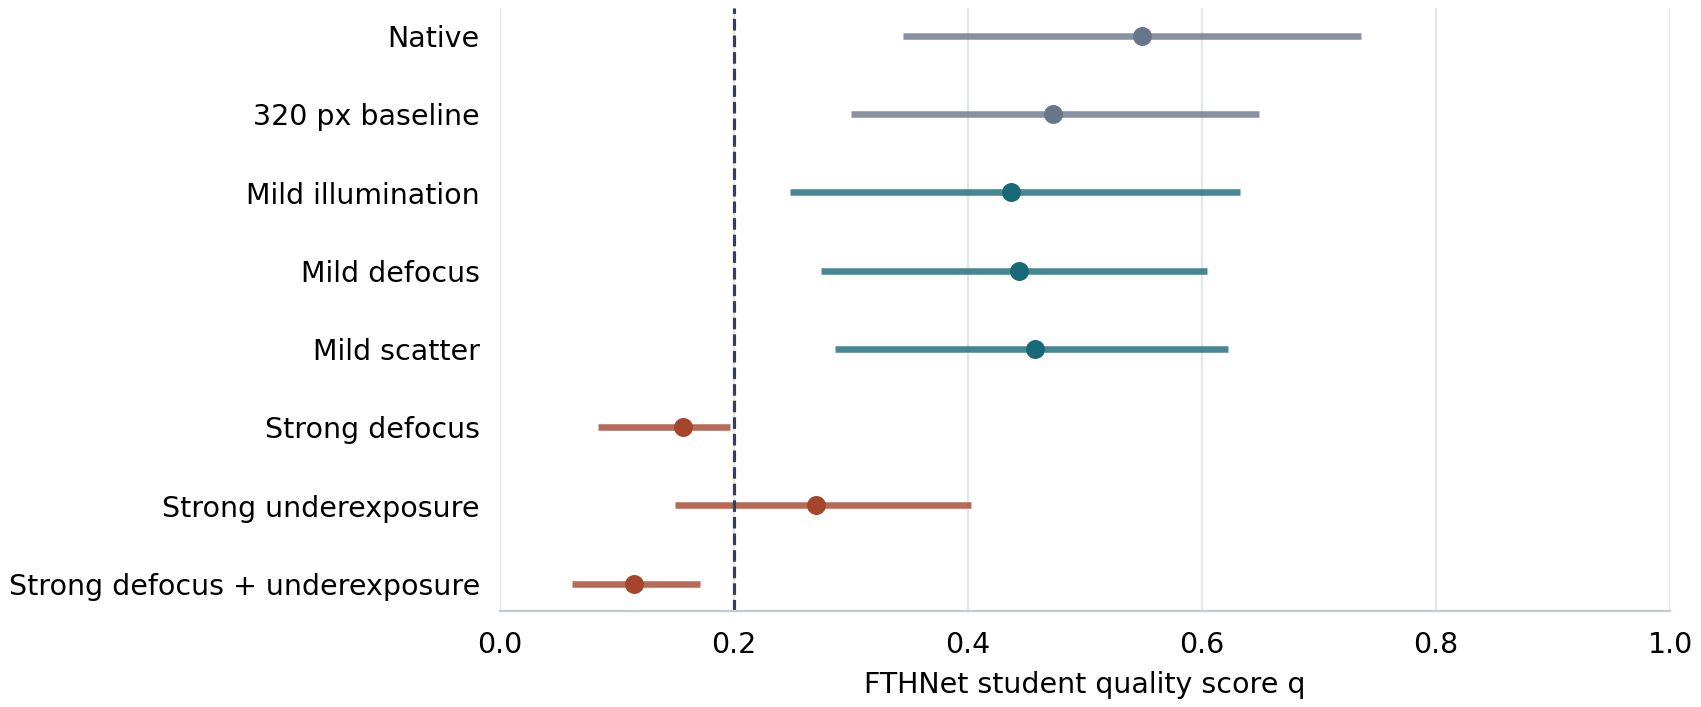 Native
320 px baseline
Mild illumination
Mild defocus
Mild scatter
Strong defocus
Strong underexposure
Strong defocus + underexposure
0.0 0.2 0.4 0.6 0.8 1.0
FTHNet student quality score q